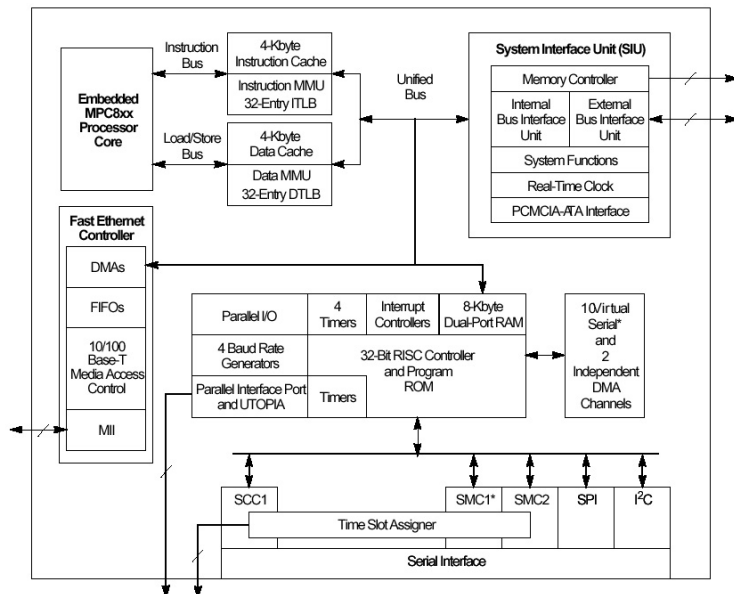 Embedded
MPC8xx
Processor
Core
Instruction
Bus
Load/Store
Bus
4-Kbyte
Instruction Cache
Instruction MMU
32-Entry ITLB
4-Kbyte
Data Cache
Data MMU
32-Entry DTLB
Unified
Bus
System Interface Unit (SIU)
Memory Controller
Internal
Bus Interface
Unit
External
Bus Interface
Unit
System Functions
Real-Time Clock
PCMCIA-ATA Interface
Fast Ethernet
Controller
DMAs
FIFOs
10/100
Base-T
Media Access
Control
MII
Parallel I/O
4
Timers
Interrupt
Controllers
8-Kbyte
Dual-Port RAM
4 Baud Rate
Generators
32-Bit RISC Controller
and Program
ROM
Parallel Interface Port
and UTOPIA
Timers
10Virtual
Serial*
and
2
Independent
DMA
Channels
SCC1
SMC1*
SMC2
SPI
I2C
Time Slot Assigner
Serial Interface